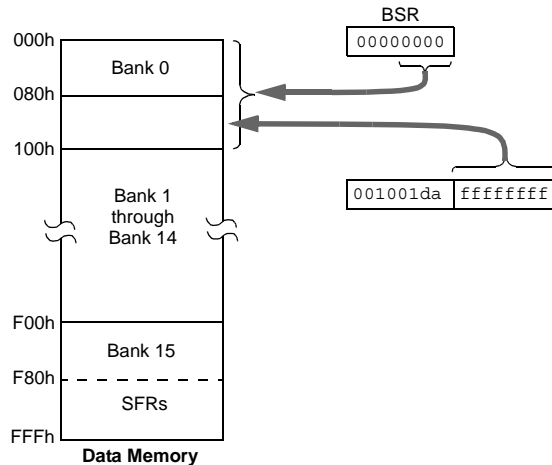 BSR
000h
00000000
Bank 0
080h
100h
001001da ffffffff
Bank 1
through
Bank 14
F00h
Bank 15
F80h
SFRs
FFFh
Data Memory